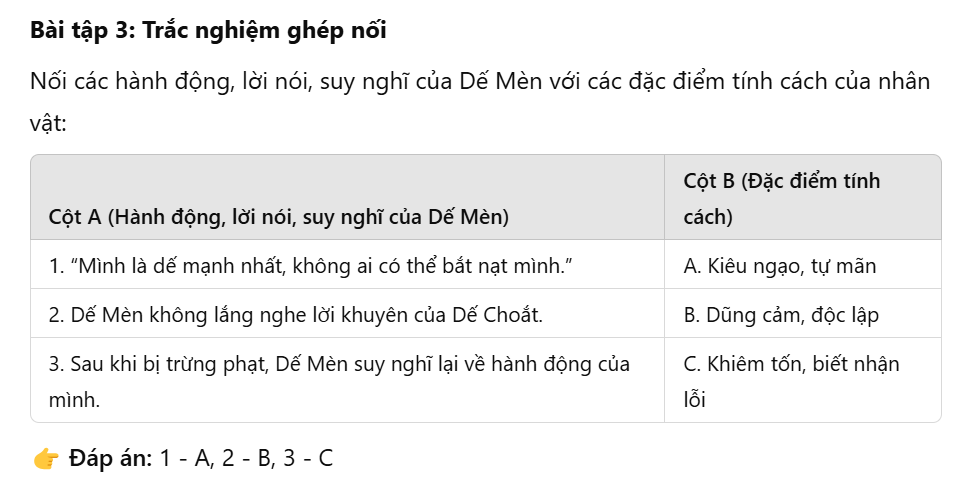 Bài tập 3: Trắc nghiệm ghép nối
Nối các hành động, lời nói, suy nghĩ của Dế Mèn với các đặc điểm tính cách của nhân
vật:
Cột A (Hành động, lời nói, suy nghĩ của Dế Mèn)
Cột B (Đặc điểm tính
cách)
1. “Mình là dế mạnh nhất, không ai có thể bắt nạt mình.”
A. Kiêu ngạo, tự mãn
2. Dế Mèn không lắng nghe lời khuyên của Dế Choắt.
B. Dũng cảm, độc lập
3. Sau khi bị trừng phạt, Dế Mèn suy nghĩ lại về hành động của
mình.
C. Khiêm tốn, biết nhận
lỗi
👉 Đáp án: 1 - A, 2 - B, 3 - C